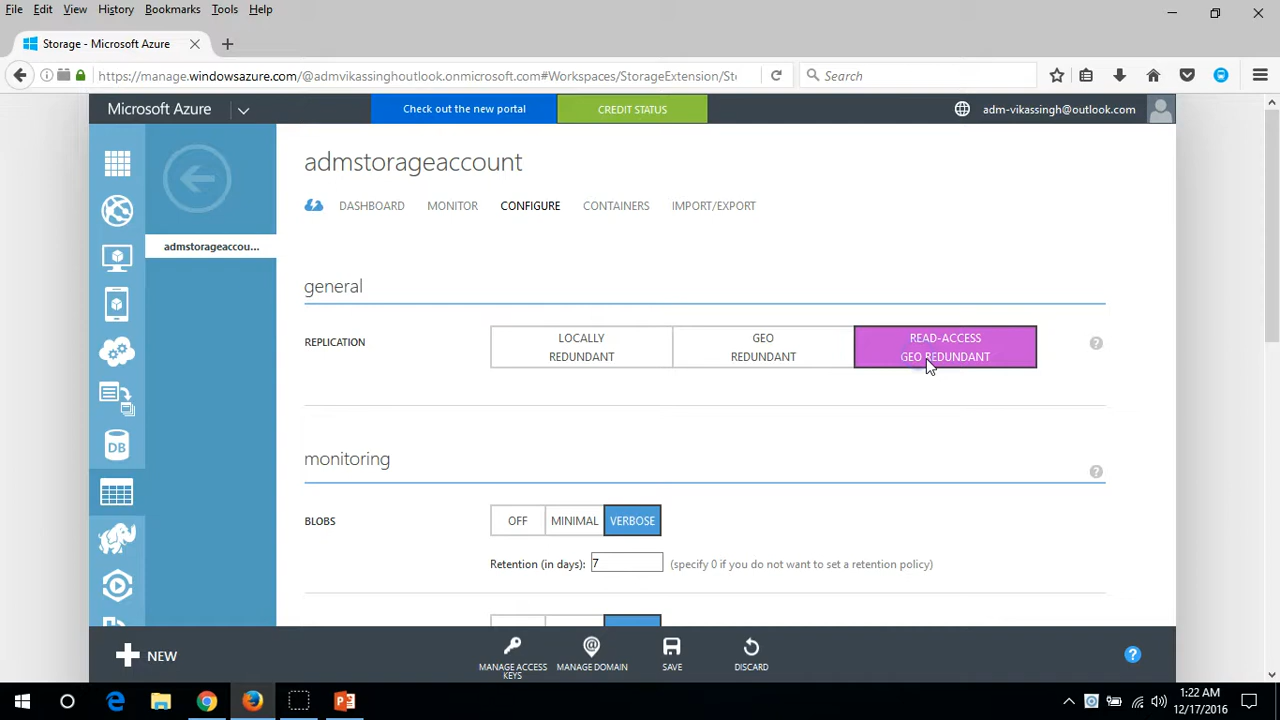 File Edit View History Bookmarks Tools Help
Storage - Microsoft Azure
https://manage.windowsazure.com/@admvikassinghoutlook.onmicrosoft.com#Workspaces/StorageExtension/Sto
Search
Microsoft Azure
Check out the new portal
CREDIT STATUS
adm-vikassingh@outlook.com
admstorageaccount
DASHBOARD MONITOR CONFIGURE CONTAINERS IMPORT/EXPORT
admstorageaccou...
general
REPLICATION
LOCALLY
REDUNDANT
GEO
REDUNDANT
READ-ACCESS
GEO REDUNDANT
?
monitoring
?
BLOBS
OFF MINIMAL VERBOSE
Retention (in days): 7 (specify 0 if you do not want to set a retention policy)
DB
NEW
MANAGE ACCESS
KEYS
MANAGE DOMAIN
SAVE
DISCARD
?
1:22 AM
12/17/2016